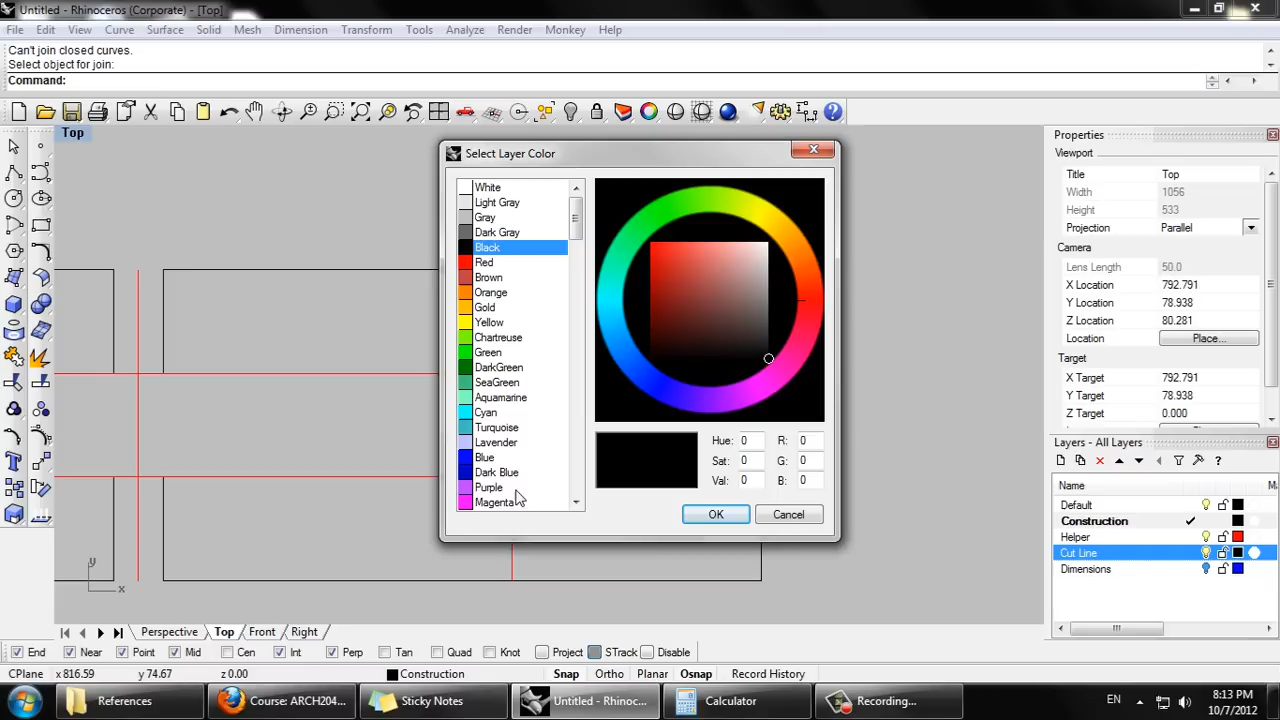 Untitled - Rhinoceros (Corporate) - [Top]
File Edit View Curve Surface Solid Mesh Dimension Transform Tools Analyze Render Monkey Help
Can't join closed curves.
Select object for join:
Command:
Top
Select Layer Color
White
Light Gray
Gray
Dark Gray
Black
Red
Brown
Orange
Gold
Yellow
Chartreuse
Green
DarkGreen
SeaGreen
Aquamarine
Cyan
Turquoise
Lavender
Blue
Dark Blue
Purple
Magenta
Hue: 0 R: 0
Sat: 0 G: 0
Val: 0 B: 0
OK Cancel
Properties
Viewport
Title Top
Width 1056
Height 533
Projection Parallel
Camera
Lens Length 50.0
X Location 792.791
Y Location 78.938
Z Location 80.281
Location Place...
Target
X Target 792.791
Y Target 78.938
Z Target 0.000
Layers - All Layers
Name
Default
Construction
Helper
Cut Line
Dimensions
y
x
Perspective Top Front Right
End Near Point Mid Cen Int Perp Tan Quad Knot Project STrack Disable
CPlane x 816.59 y 74.67 z 0.00 Construction Snap Ortho Planar Osnap Record History
References Course: ARCH204... Sticky Notes Untitled - Rhinoc... Calculator Recording... EN 8:13 PM
10/7/2012